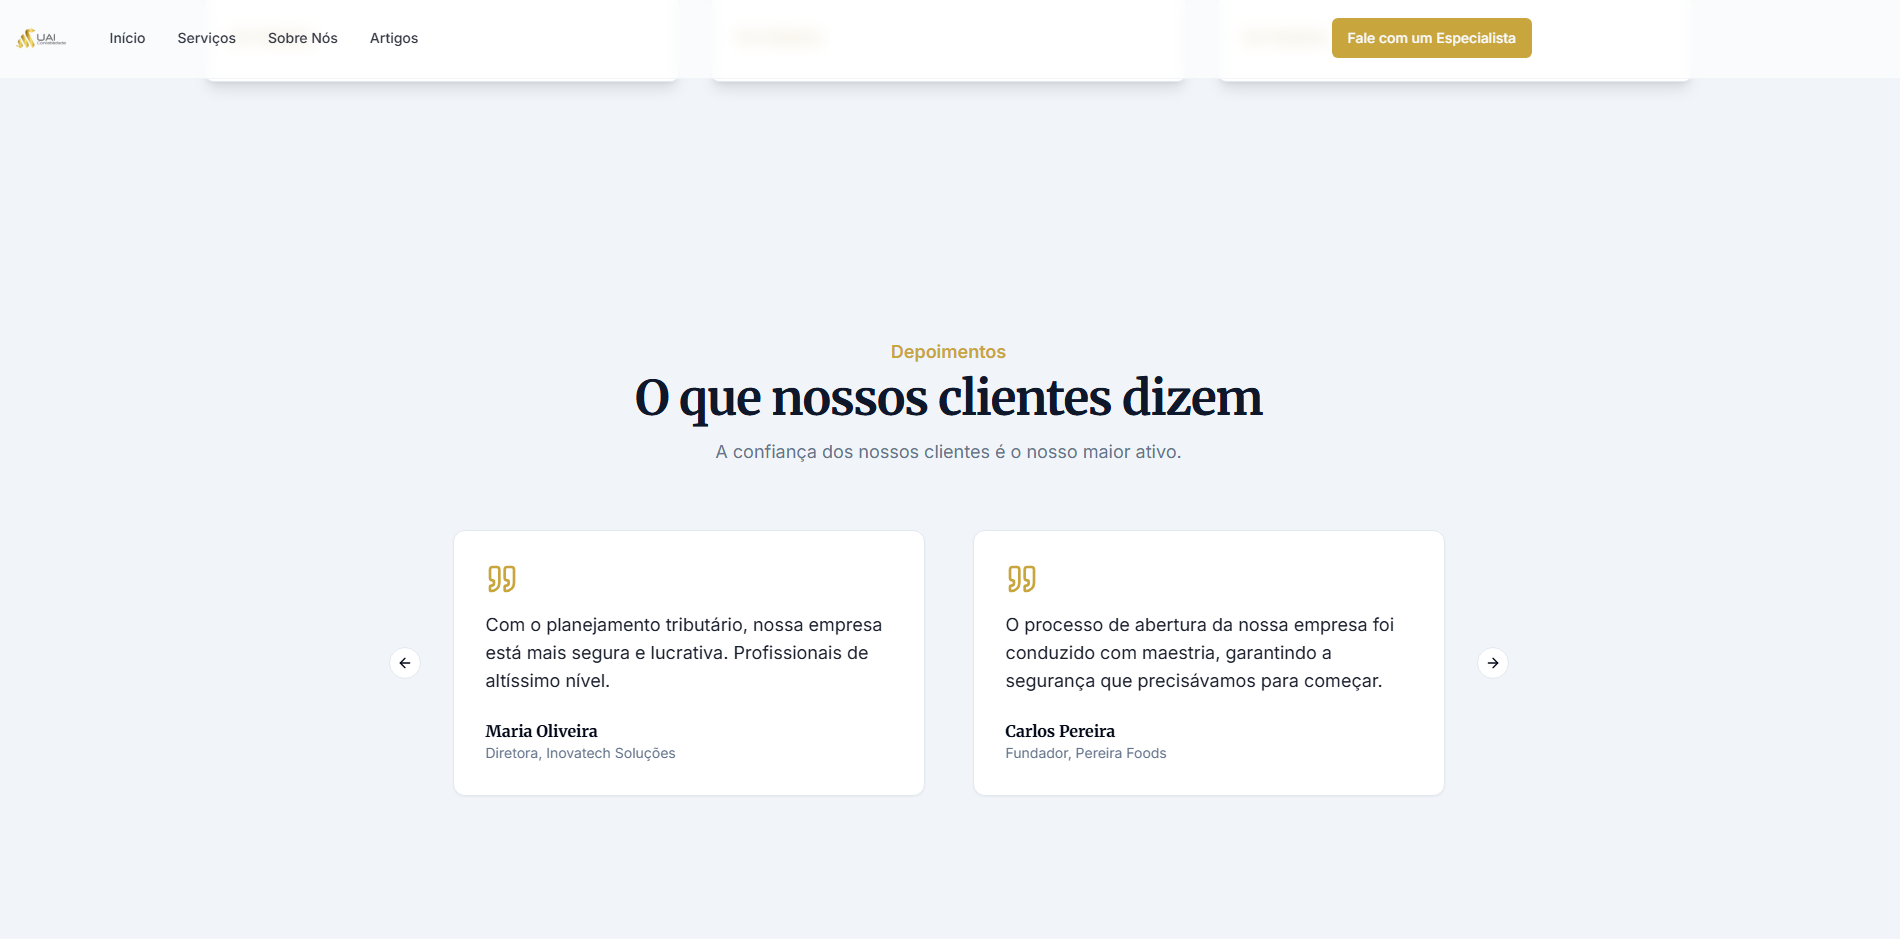 UAI
Contabilidade
Início
Serviços
Sobre Nós
Artigos
Fale com um Especialista
Depoimentos
O que nossos clientes dizem
A confiança dos nossos clientes é o nosso maior ativo.
Com o planejamento tributário, nossa empresa
está mais segura e lucrativa. Profissionais de
altíssimo nível.
Maria Oliveira
Diretora, Inovatech Soluções
O processo de abertura da nossa empresa foi
conduzido com maestria, garantindo a
segurança que precisávamos para começar.
Carlos Pereira
Fundador, Pereira Foods